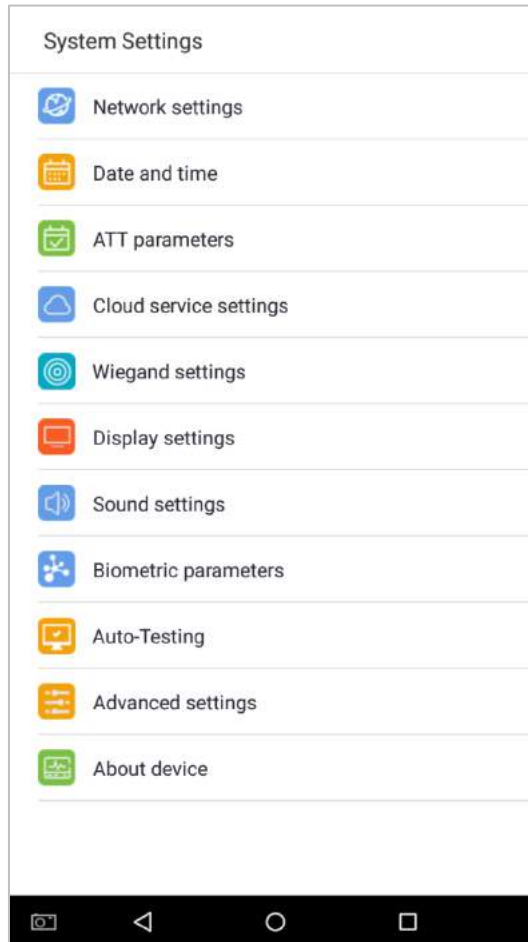 System Settings
Network settings
Date and time
ATT parameters
Cloud service settings
Wiegand settings
Display settings
Sound settings
Biometric parameters
Auto-Testing
Advanced settings
About device